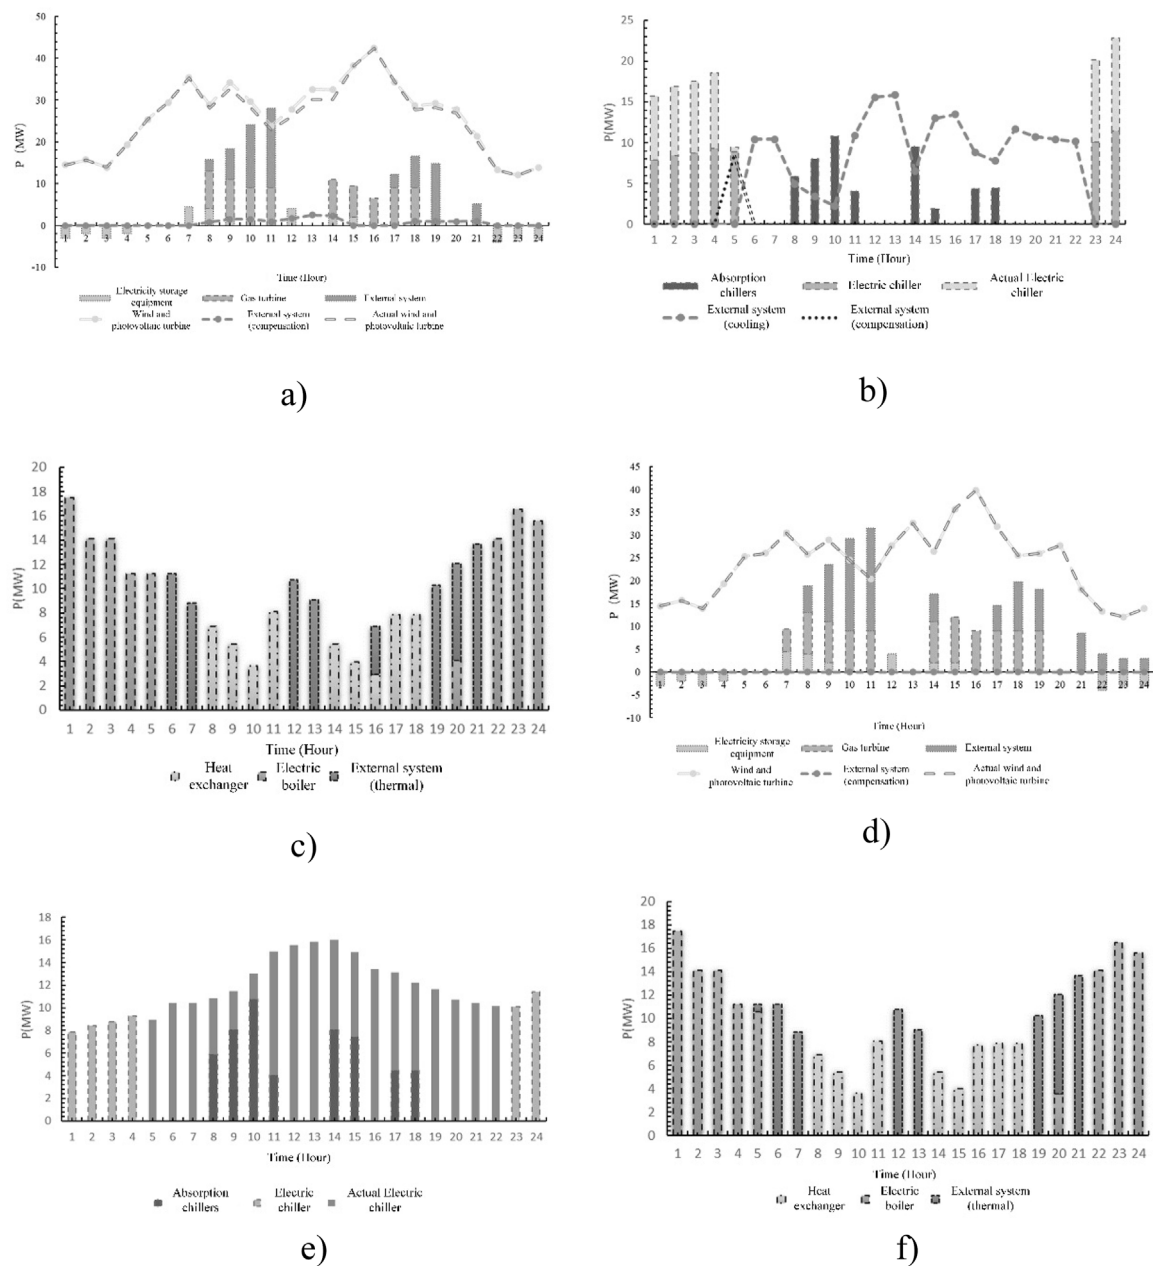 50
40
30
20
10
0
-10
P (MW)
1 2 3 4 5 6 7 8 9 10 11 12 13 14 15 16 17 18 19 20 21 22 23 24
Time (Hour)
Electricity storage
equipment
Gas turbine
External system
Wind and
photovoltaic turbine
External system
(compensation)
Actual wind and
photovoltaic turbine
a)
25
20
15
10
5
0
P(MW)
1 2 3 4 5 6 7 8 9 10 11 12 13 14 15 16 17 18 19 20 21 22 23 24
Time (Hour)
Absorption
chillers
Electric chiller
Actual Electric
chiller
External system
(cooling)
External system
(compensation)
b)
20
18
16
14
12
10
8
6
4
2
0
P(MW)
1 2 3 4 5 6 7 8 9 10 11 12 13 14 15 16 17 18 19 20 21 22 23 24
Time (Hour)
Heat
exchanger
Electric
boiler
External system
(thermal)
c)
45
40
35
30
25
20
15
10
5
0
-5
-10
P (MW)
1 2 3 4 5 6 7 8 9 10 11 12 13 14 15 16 17 18 19 20 21 22 23 24
Time (Hour)
Electricity storage
equipment
Gas turbine
External system
Wind and
photovoltaic turbine
External system
(compensation)
Actual wind and
photovoltaic turbine
d)
18
16
14
12
10
8
6
4
2
0
P(MW)
1 2 3 4 5 6 7 8 9 10 11 12 13 14 15 16 17 18 19 20 21 22 23 24
Time (Hour)
Absorption
chillers
Electric
chiller
Actual Electric
chiller
e)
20
18
16
14
12
10
8
6
4
2
0
P(MW)
1 2 3 4 5 6 7 8 9 10 11 12 13 14 15 16 17 18 19 20 21 22 23 24
Time (Hour)
Heat
exchanger
Electric
boiler
External system
(thermal)
f)